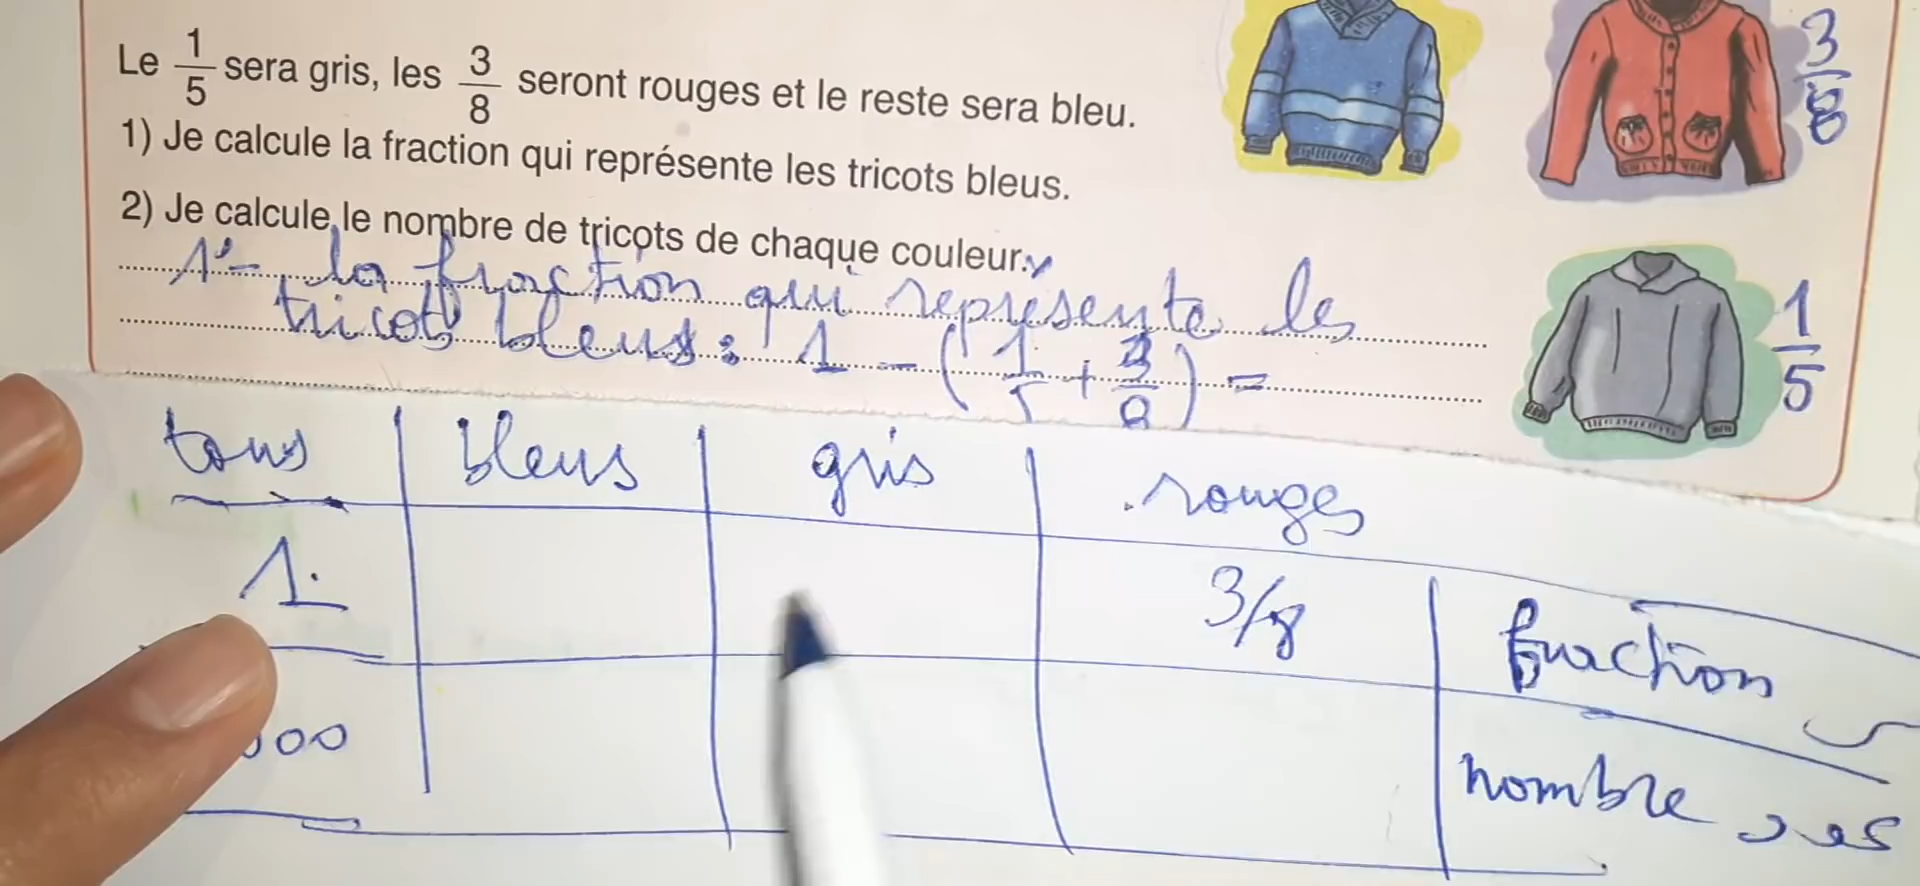 Le 1/5 sera gris, les 3/8 seront rouges et le reste sera bleu.
1) Je calcule la fraction qui représente les tricots bleus.
2) Je calcule le nombre de tricots de chaque couleur.
1°- la fraction qui représente les
tricots bleus : 1 - (1/5 + 3/8) =
3/8
1/5
tous bleus gris rouges
1 3/8 fraction
00 nombre